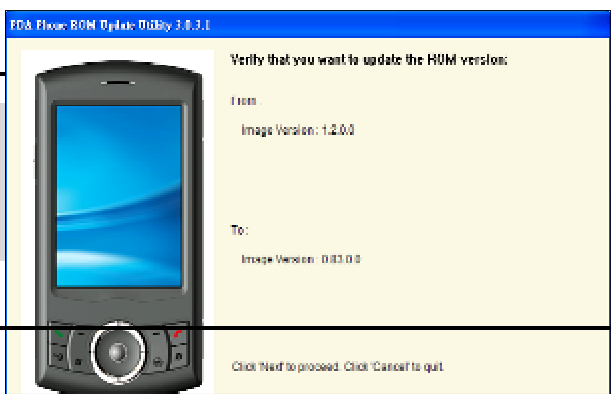 PDA Phone ROM Update Utility 3.0.3.1
Verify that you want to update the ROM version:
From :
Image Version : 1.2.0.0
To :
Image Version : 0.83.0.0
Click 'Next' to proceed. Click 'Cancel' to quit.